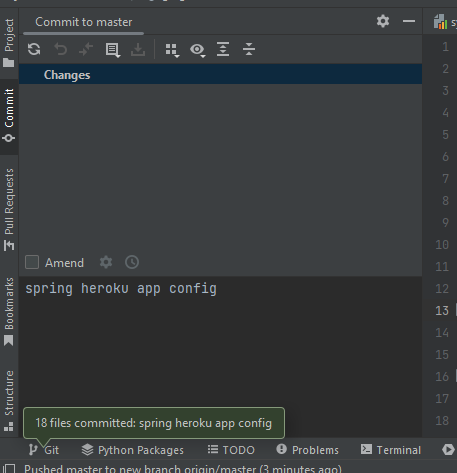 Commit to master
Project
Commit
Pull Requests
Bookmarks
Structure
Changes
Amend
spring heroku app config
1
2
3
4
5
6
7
8
9
10
11
12
13
14
15
16
17
18
18 files committed: spring heroku app config
Git
Python Packages
TODO
Problems
Terminal
Pushed master to new branch origin/master (3 minutes ago)